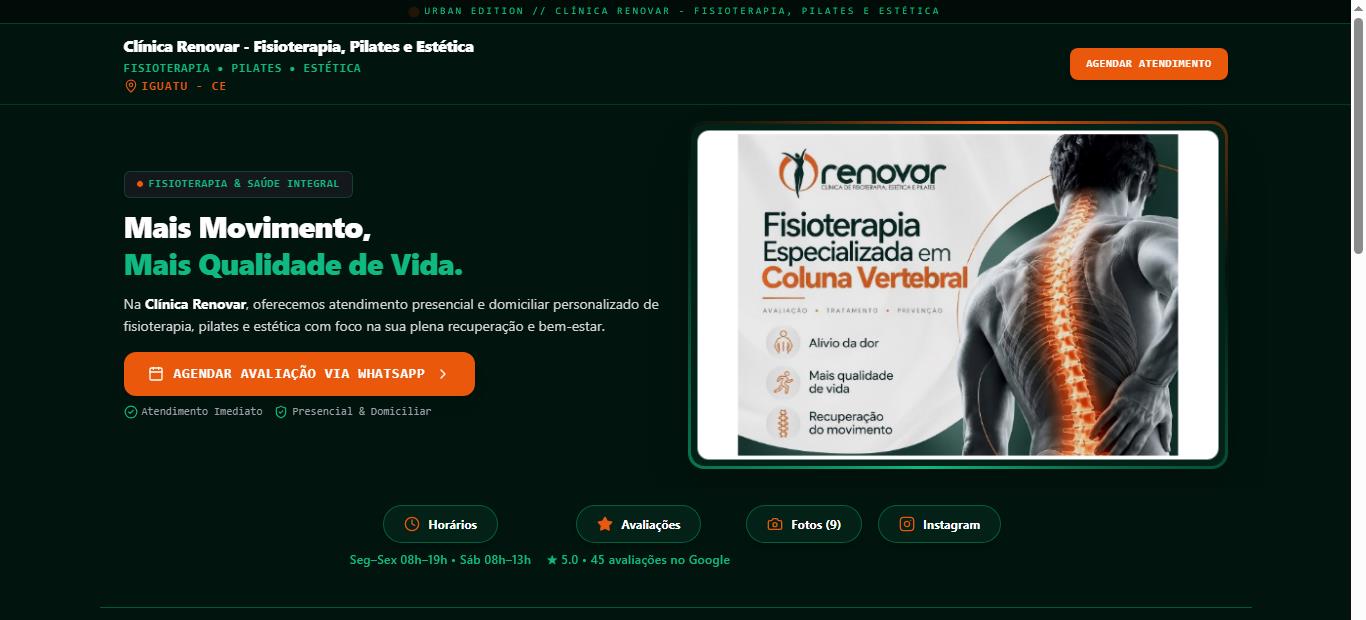 URBAN EDITION // CLÍNICA RENOVAR - FISIOTERAPIA, PILATES E ESTÉTICA
Clínica Renovar - Fisioterapia, Pilates e Estética
FISIOTERAPIA • PILATES • ESTÉTICA
IGUATU - CE
AGENDAR ATENDIMENTO
FISIOTERAPIA & SAÚDE INTEGRAL
Mais Movimento,
Mais Qualidade de Vida.
Na Clínica Renovar, oferecemos atendimento presencial e domiciliar personalizado de
fisioterapia, pilates e estética com foco na sua plena recuperação e bem-estar.
AGENDAR AVALIAÇÃO VIA WHATSAPP
Atendimento Imediato
Presencial & Domiciliar
renovar
CLÍNICA DE FISIOTERAPIA, ESTÉTICA E PILATES
Fisioterapia
Especializada em
Coluna Vertebral
AVALIAÇÃO • TRATAMENTO • PREVENÇÃO
Alívio da dor
Mais qualidade
de vida
Recuperação
do movimento
Horários
Seg–Sex 08h–19h • Sáb 08h–13h
Avaliações
★ 5.0 • 45 avaliações no Google
Fotos (9)
Instagram